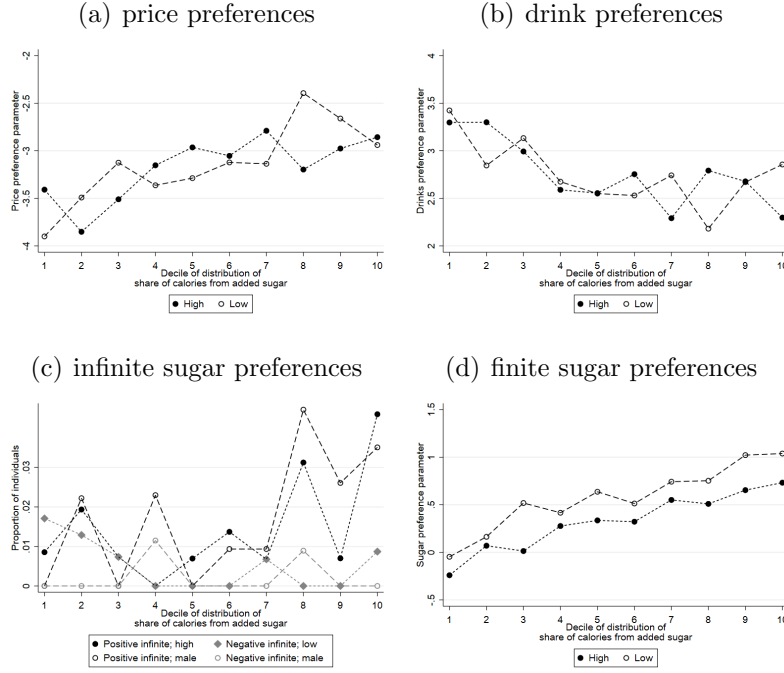 (a) price preferences
(b) drink preferences
Price preference parameter
-2
-2.5
-3
-3.5
-4
1 2 3 4 5 6 7 8 9 10
Decile of distribution of
share of calories from added sugar
High Low
Drinks preference parameter
4
3.5
3
2.5
2
1 2 3 4 5 6 7 8 9 10
Decile of distribution of
share of calories from added sugar
High Low
(c) infinite sugar preferences
(d) finite sugar preferences
Proportion of individuals
.03
.02
.01
0
1 2 3 4 5 6 7 8 9 10
Decile of distribution of
share of calories from added sugar
Positive infinite; high Negative infinite; low
Positive infinite; male Negative infinite; male
Sugar preference parameter
1.5
1
.5
0
-.5
1 2 3 4 5 6 7 8 9 10
Decile of distribution of
share of calories from added sugar
High Low